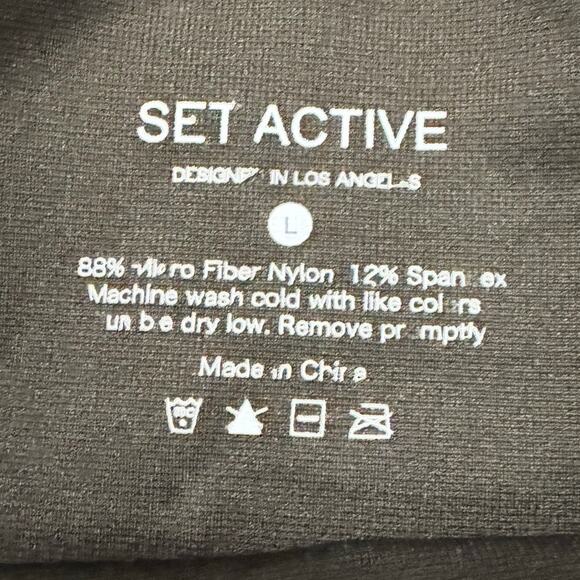 SET ACTIVE
DESIGNED IN LOS ANGELES
L
88% Micro Fiber Nylon, 12% Spandex
Machine wash cold with like colors
Tumble dry low. Remove promptly
Made in China